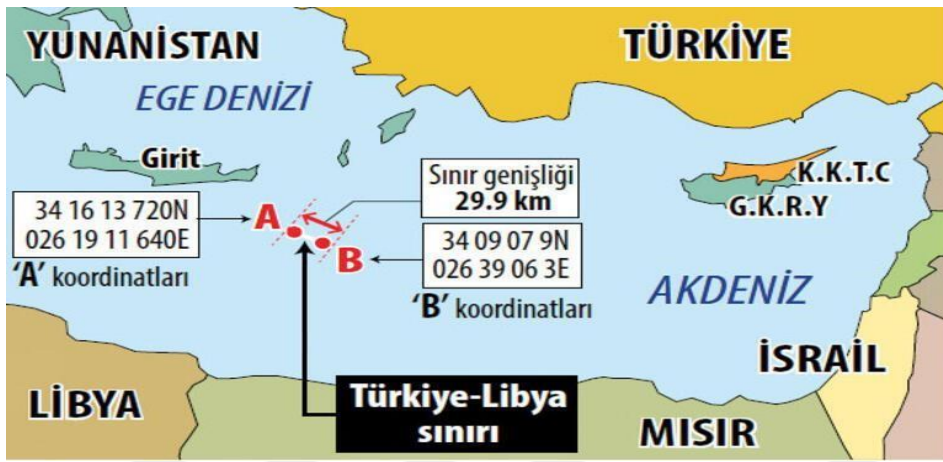 YUNANİSTAN
TÜRKİYE
EGE DENİZİ
Girit
K.K.T.C
G.K.R.Y
Sınır genişliği
29.9 km
34 16 13 720N
026 19 11 640E
'A' koordinatları
A
B
34 09 07 9N
026 39 06 3E
'B' koordinatları
AKDENİZ
İSRAİL
LİBYA
Türkiye-Libya
sınırı
MISIR